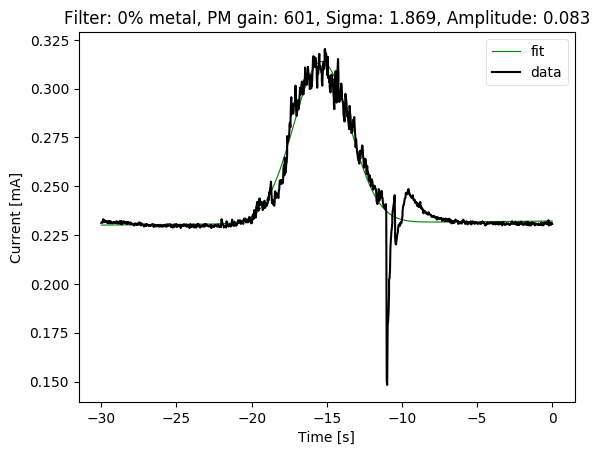 Filter: 0% metal, PM gain: 601, Sigma: 1.869, Amplitude: 0.083
fit
data
0.325
0.300
0.275
0.250
0.225
0.200
0.175
0.150
Current [mA]
−30 −25 −20 −15 −10 −5 0
Time [s]